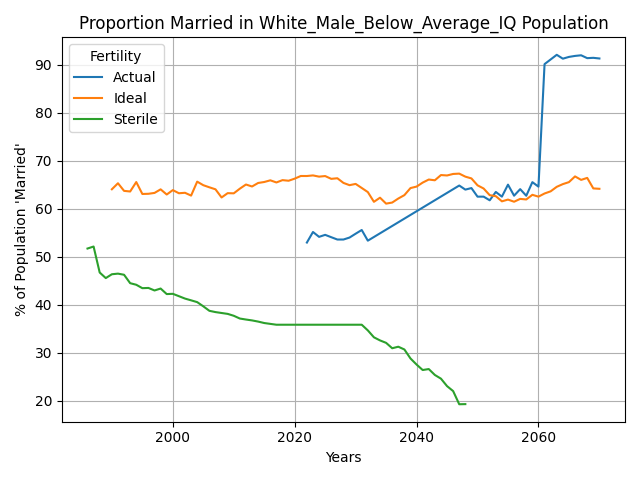 Proportion Married in White_Male_Below_Average_IQ Population
Fertility
Actual
Ideal
Sterile
% of Population 'Married'
90
80
70
60
50
40
30
20
2000
2020
2040
2060
Years